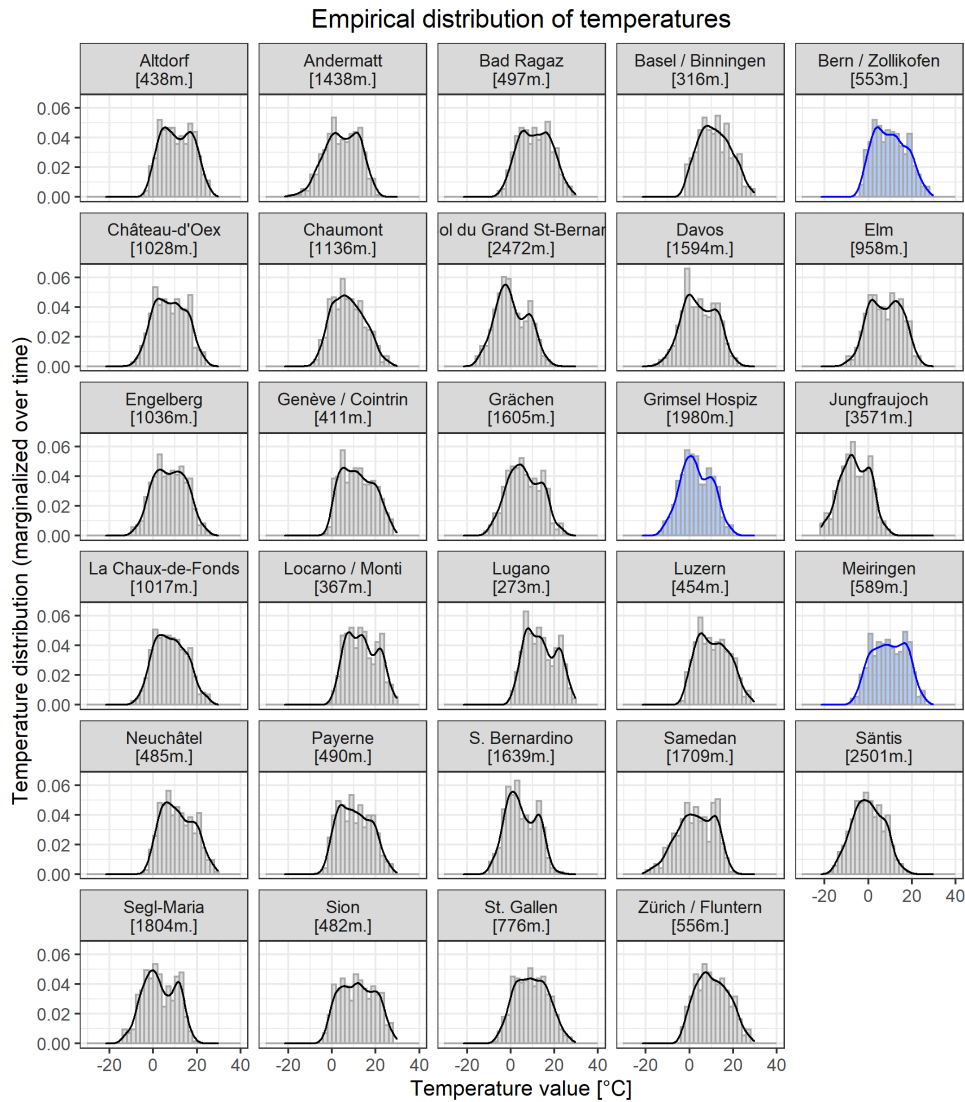 Empirical distribution of temperatures
Altdorf
[438m.]
Andermatt
[1438m.]
Bad Ragaz
[497m.]
Basel / Binningen
[316m.]
Bern / Zollikofen
[553m.]
0.06
0.04
0.02
0.00
Château-d'Oex
[1028m.]
Chaumont
[1136m.]
ol du Grand St-Bernar
[2472m.]
Davos
[1594m.]
Elm
[958m.]
0.06
0.04
0.02
0.00
Engelberg
[1036m.]
Genève / Cointrin
[411m.]
Grächen
[1605m.]
Grimsel Hospiz
[1980m.]
Jungfraujoch
[3571m.]
0.06
0.04
0.02
0.00
La Chaux-de-Fonds
[1017m.]
Locarno / Monti
[367m.]
Lugano
[273m.]
Luzern
[454m.]
Meiringen
[589m.]
0.06
0.04
0.02
0.00
Neuchâtel
[485m.]
Payerne
[490m.]
S. Bernardino
[1639m.]
Samedan
[1709m.]
Säntis
[2501m.]
0.06
0.04
0.02
0.00
-20 0 20 40
Segl-Maria
[1804m.]
Sion
[482m.]
St. Gallen
[776m.]
Zürich / Fluntern
[556m.]
0.06
0.04
0.02
0.00
-20 0 20 40
-20 0 20 40
-20 0 20 40
-20 0 20 40
Temperature value [°C]
Temperature distribution (marginalized over time)